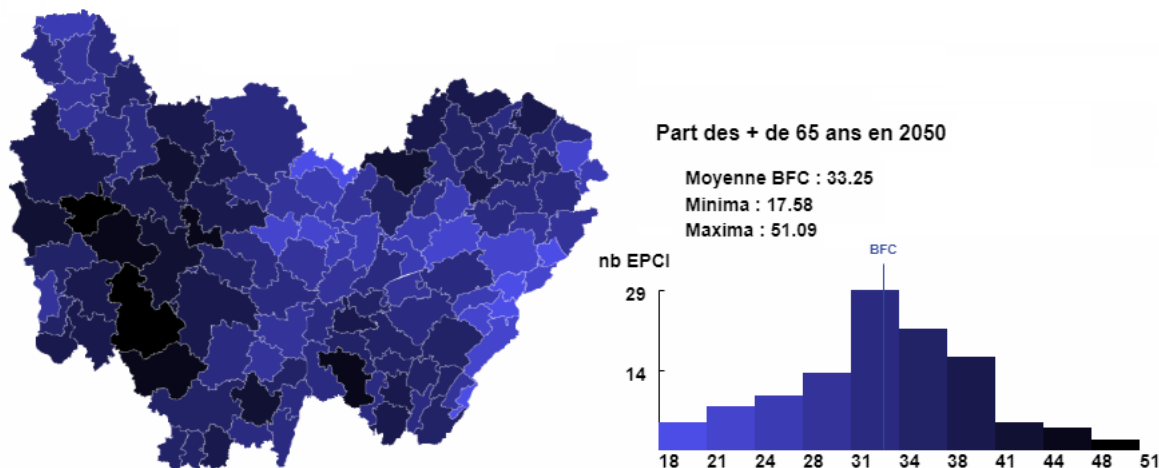 Part des + de 65 ans en 2050
Moyenne BFC : 33.25
Minima : 17.58
Maxima : 51.09
BFC
nb EPCI
29
14
18 21 24 28 31 34 38 41 44 48 51